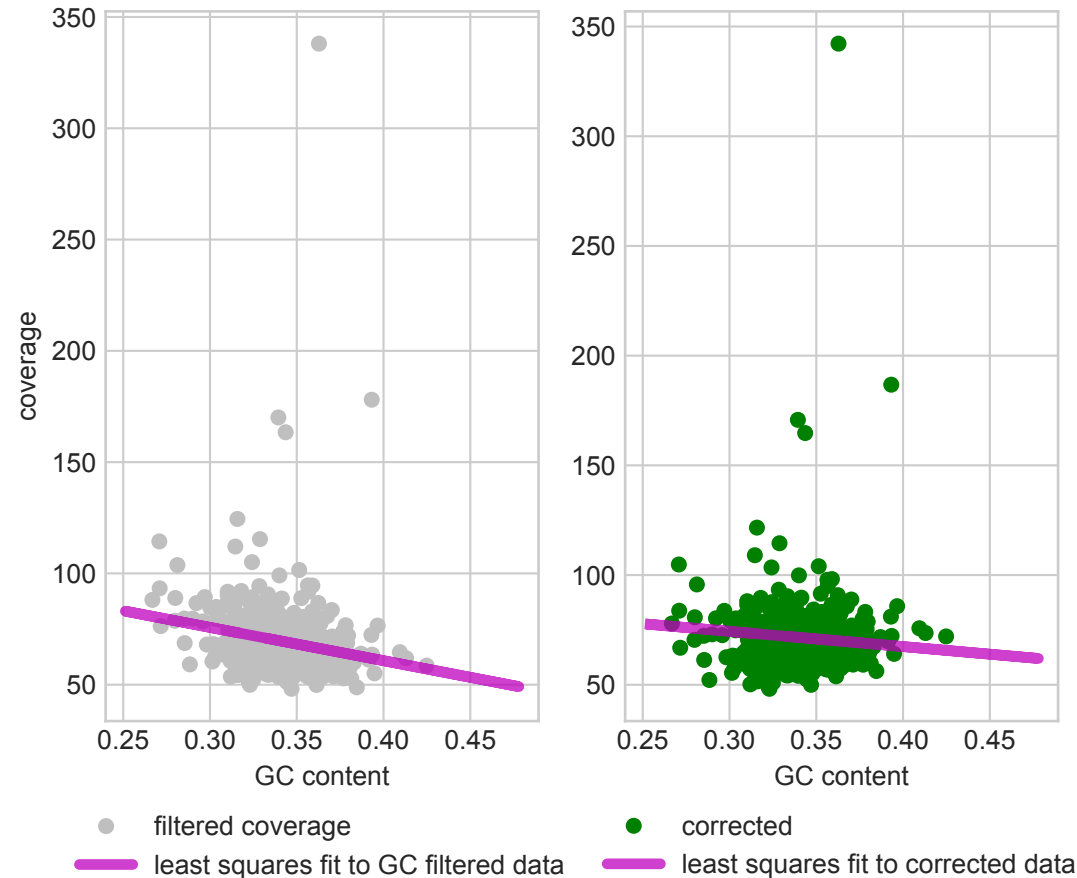 350
300
250
200
150
100
50
coverage
0.25 0.30 0.35 0.40 0.45
GC content
filtered coverage
least squares fit to GC filtered data
350
300
250
200
150
100
50
0.25 0.30 0.35 0.40 0.45
GC content
corrected
least squares fit to corrected data